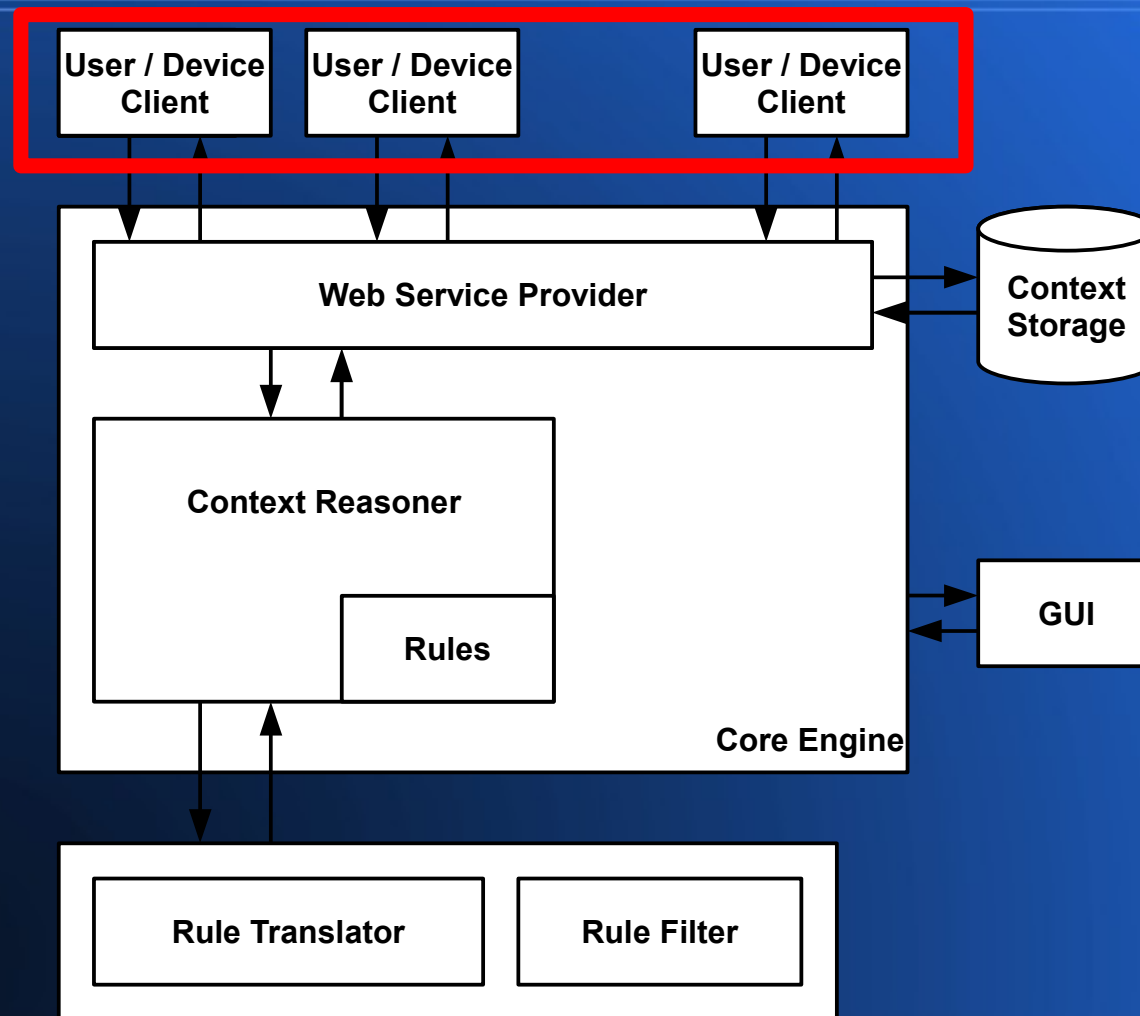 User / Device
Client
User / Device
Client
User / Device
Client
Web Service Provider
Context
Storage
Context Reasoner
Rules
GUI
Core Engine
Rule Translator
Rule Filter